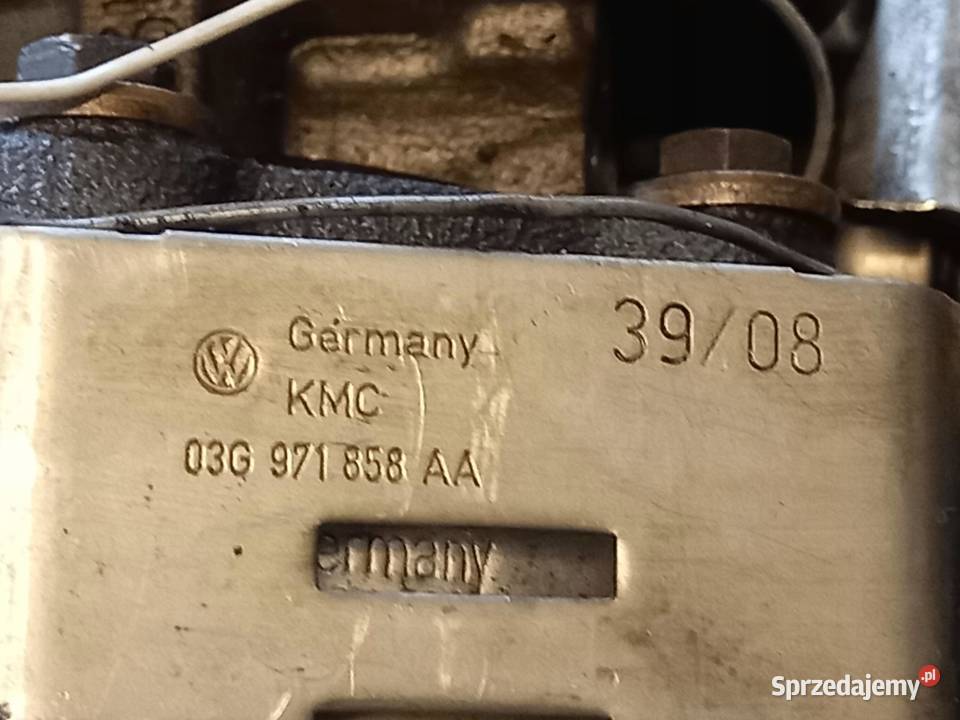 Germany
39/08
KMC
03G 971 858 AA
ermany
Sprzedajemy.pl